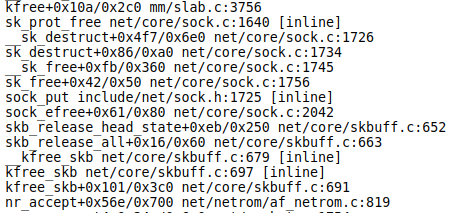 kfree+0x10a/0x2c0 mm/slab.c:3756
sk_prot_free net/core/sock.c:1640 [inline]
__sk_destruct+0x4f7/0x6e0 net/core/sock.c:1726
sk_destruct+0x86/0xa0 net/core/sock.c:1734
__sk_free+0xfb/0x360 net/core/sock.c:1745
sk_free+0x42/0x50 net/core/sock.c:1756
sock_put include/net/sock.h:1725 [inline]
sock_efree+0x61/0x80 net/core/sock.c:2042
skb_release_head_state+0xeb/0x250 net/core/skbuff.c:652
skb_release_all+0x16/0x60 net/core/skbuff.c:663
__kfree_skb net/core/skbuff.c:679 [inline]
kfree_skb net/core/skbuff.c:697 [inline]
kfree_skb+0x101/0x3c0 net/core/skbuff.c:691
nr_accept+0x56e/0x700 net/netrom/af_netrom.c:819